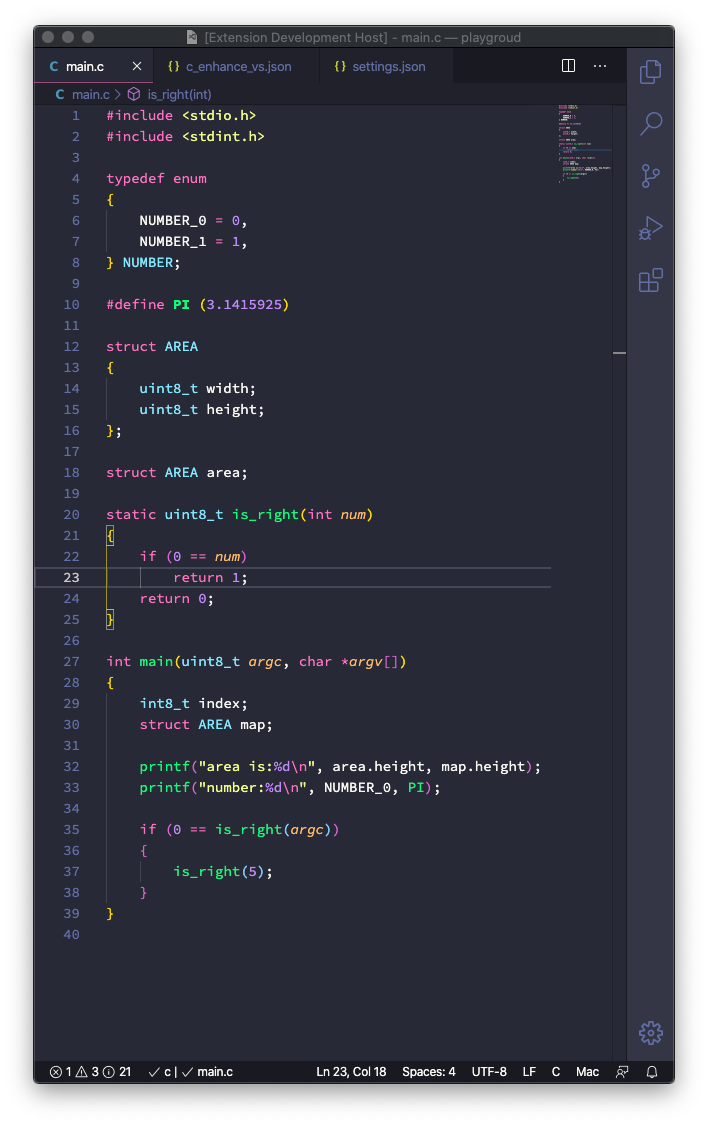 [Extension Development Host] - main.c — playgroud
C main.c × {} c_enhance_vs.json {} settings.json ···
C main.c > is_right(int)
1 #include <stdio.h>
2 #include <stdint.h>
3
4 typedef enum
5 {
6 NUMBER_0 = 0,
7 NUMBER_1 = 1,
8 } NUMBER;
9
10 #define PI (3.1415925)
11
12 struct AREA
13 {
14 uint8_t width;
15 uint8_t height;
16 };
17
18 struct AREA area;
19
20 static uint8_t is_right(int num)
21 {
22 if (0 == num)
23 return 1;
24 return 0;
25 }
26
27 int main(uint8_t argc, char *argv[])
28 {
29 int8_t index;
30 struct AREA map;
31
32 printf("area is:%d\n", area.height, map.height);
33 printf("number:%d\n", NUMBER_0, PI);
34
35 if (0 == is_right(argc))
36 {
37 is_right(5);
38 }
39 }
40
1 3 21 ✓ c | ✓ main.c Ln 23, Col 18 Spaces: 4 UTF-8 LF C Mac